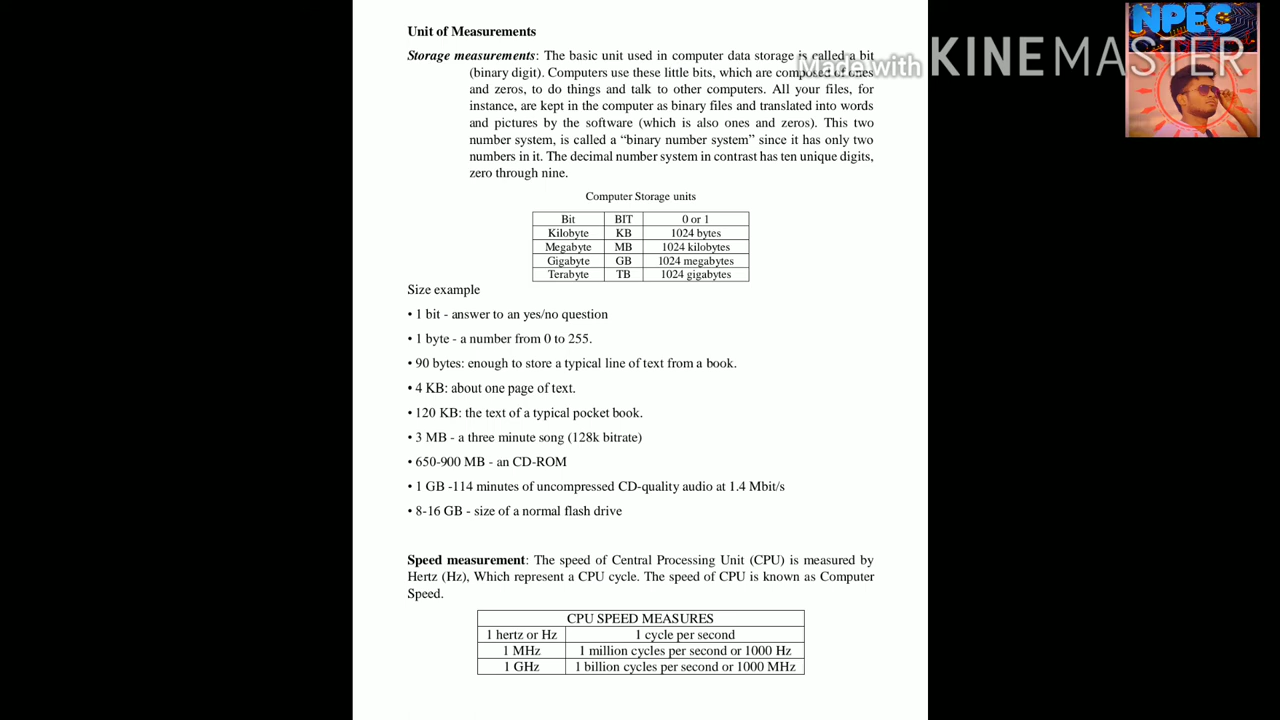 NPEC
Made with KINEMASTER
Unit of Measurements
Storage measurements: The basic unit used in computer data storage is called a bit
(binary digit). Computers use these little bits, which are composed of ones
and zeros, to do things and talk to other computers. All your files, for
instance, are kept in the computer as binary files and translated into words
and pictures by the software (which is also ones and zeros). This two
number system, is called a “binary number system” since it has only two
numbers in it. The decimal number system in contrast has ten unique digits,
zero through nine.
Computer Storage units
Bit BIT 0 or 1
Kilobyte KB 1024 bytes
Megabyte MB 1024 kilobytes
Gigabyte GB 1024 megabytes
Terabyte TB 1024 gigabytes
Size example
• 1 bit - answer to an yes/no question
• 1 byte - a number from 0 to 255.
• 90 bytes: enough to store a typical line of text from a book.
• 4 KB: about one page of text.
• 120 KB: the text of a typical pocket book.
• 3 MB - a three minute song (128k bitrate)
• 650-900 MB - an CD-ROM
• 1 GB -114 minutes of uncompressed CD-quality audio at 1.4 Mbit/s
• 8-16 GB - size of a normal flash drive
Speed measurement: The speed of Central Processing Unit (CPU) is measured by
Hertz (Hz), Which represent a CPU cycle. The speed of CPU is known as Computer
Speed.
CPU SPEED MEASURES
1 hertz or Hz 1 cycle per second
1 MHz 1 million cycles per second or 1000 Hz
1 GHz 1 billion cycles per second or 1000 MHz